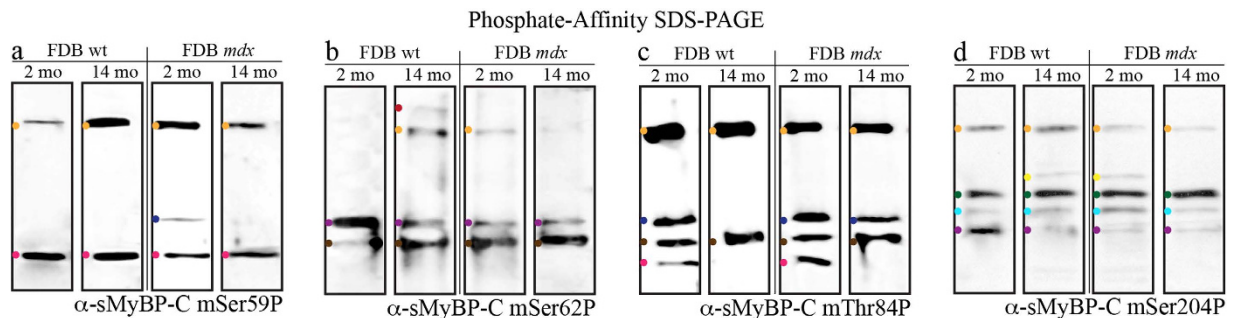 Phosphate-Affinity SDS-PAGE
a FDB wt FDB mdx
2 mo 14 mo 2 mo 14 mo
α-sMyBP-C mSer59P
b FDB wt FDB mdx
2 mo 14 mo 2 mo 14 mo
α-sMyBP-C mSer62P
c FDB wt FDB mdx
2 mo 14 mo 2 mo 14 mo
α-sMyBP-C mThr84P
d FDB wt FDB mdx
2 mo 14 mo 2 mo 14 mo
α-sMyBP-C mSer204P